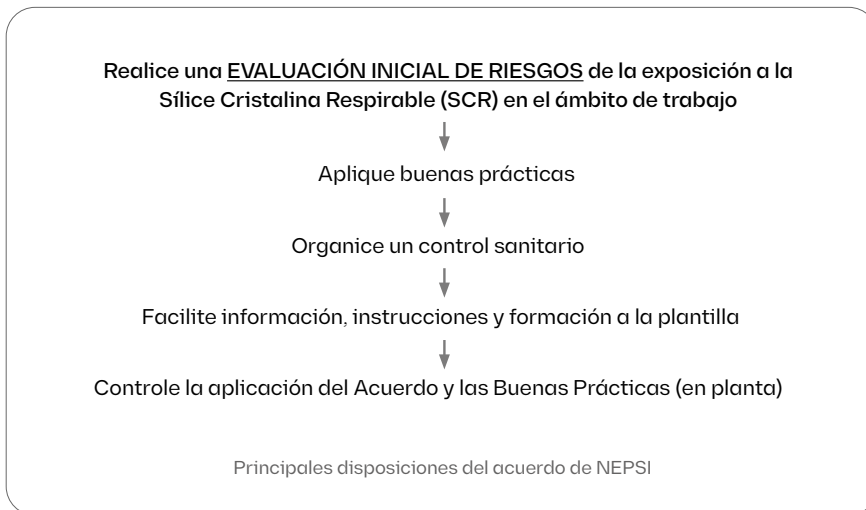 Realice una EVALUACIÓN INICIAL DE RIESGOS de la exposición a la
Sílice Cristalina Respirable (SCR) en el ámbito de trabajo
Aplique buenas prácticas
Organice un control sanitario
Facilite información, instrucciones y formación a la plantilla
Controle la aplicación del Acuerdo y las Buenas Prácticas (en planta)
Principales disposiciones del acuerdo de NEPSI